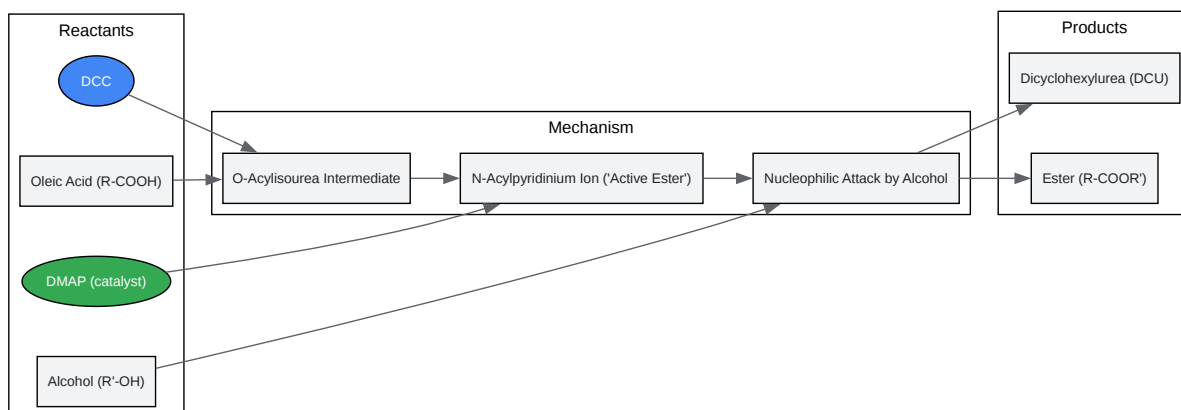 Reactants
DCC
Oleic Acid (R-COOH)
DMAP (catalyst)
Alcohol (R'-OH)
Mechanism
O-Acylisourea Intermediate
N-Acylpyridinium Ion ('Active Ester')
Nucleophilic Attack by Alcohol
Products
Dicyclohexylurea (DCU)
Ester (R-COOR')